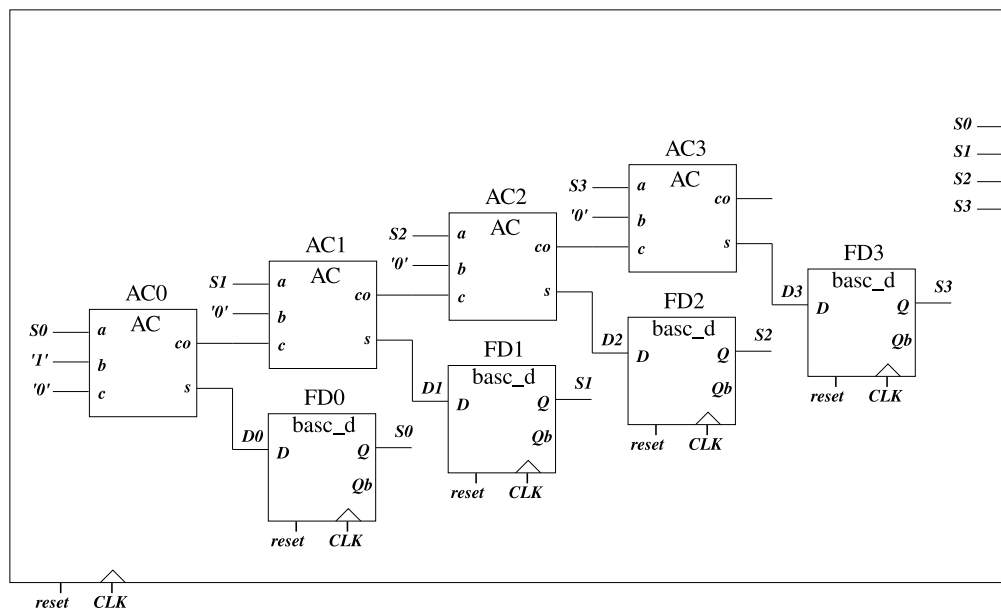 S0
S1
S2
S3
AC3
AC
S3
a
'0'
b
c
co
s
AC2
AC
S2
a
'0'
b
c
co
s
AC1
AC
S1
a
'0'
b
c
co
s
AC0
AC
S0
a
'1'
b
'0'
c
co
s
FD3
basc_d
D3
D
Q
S3
Qb
reset
CLK
FD2
basc_d
D2
D
Q
S2
Qb
reset
CLK
FD1
basc_d
D1
D
Q
S1
Qb
reset
CLK
FD0
basc_d
D0
D
Q
S0
Qb
reset
CLK
reset
CLK